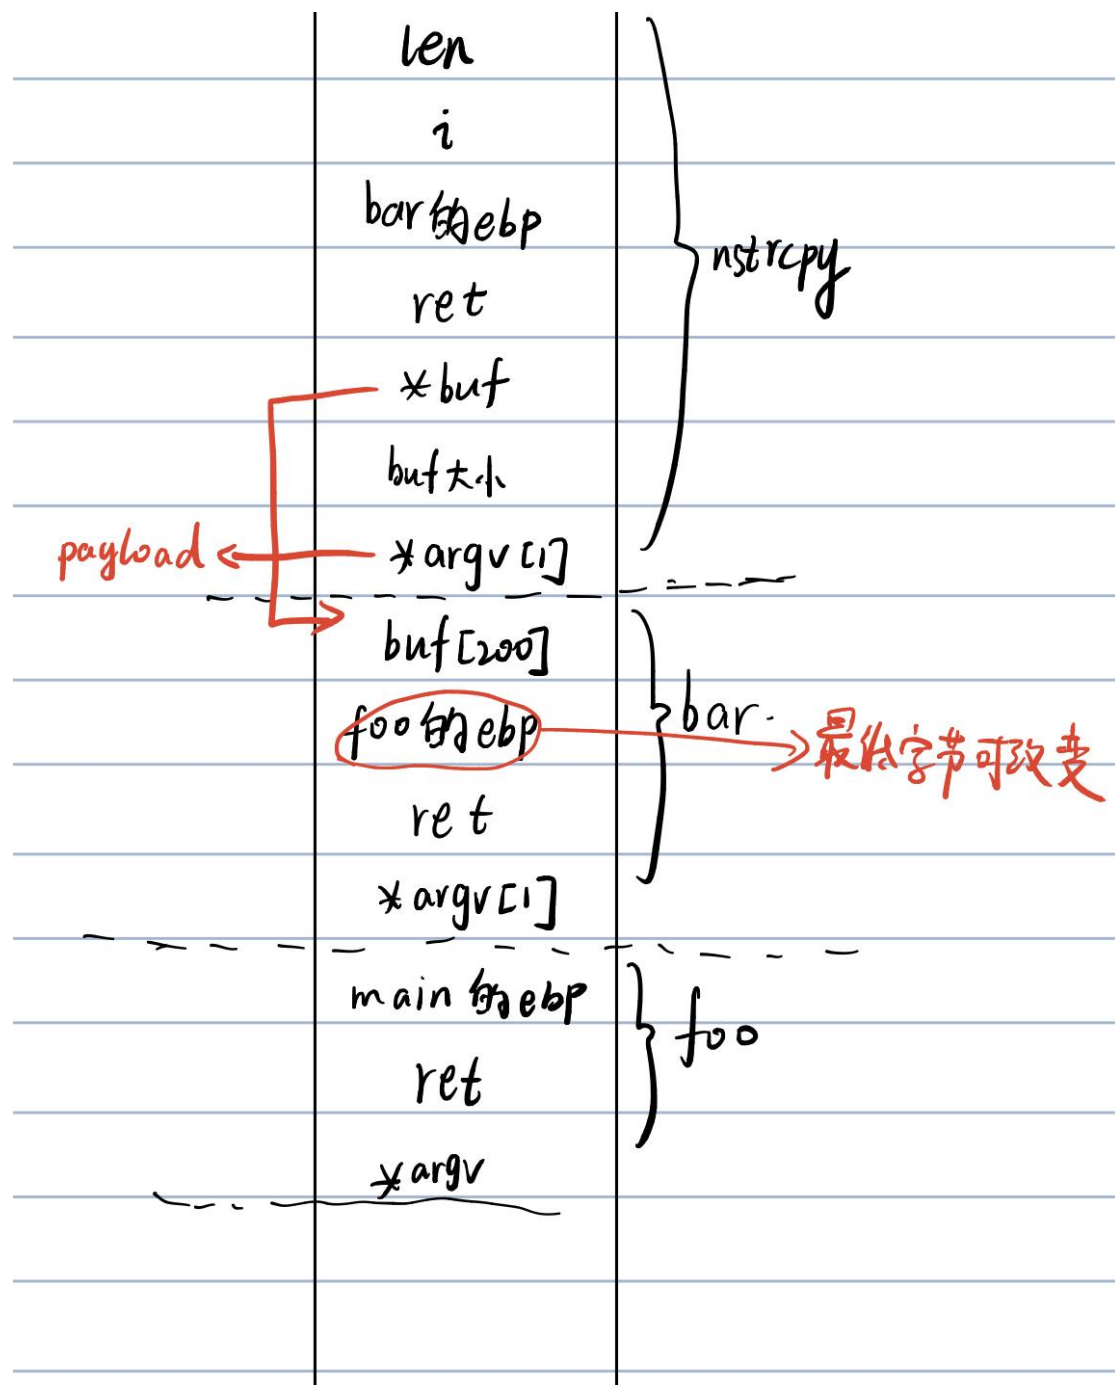 len
i
bar的ebp
ret
nstrcpy
*buf
buf大小
payload
*argv[1]
buf[200]
foo的ebp
bar.
最低字节可改变
ret
*argv[1]
main的ebp
foo
ret
*argv